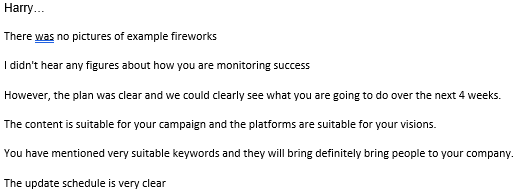 Harry…
There was no pictures of example fireworks
I didn't hear any figures about how you are monitoring success
However, the plan was clear and we could clearly see what you are going to do over the next 4 weeks.
The content is suitable for your campaign and the platforms are suitable for your visions.
You have mentioned very suitable keywords and they will bring definitely bring people to your company.
The update schedule is very clear